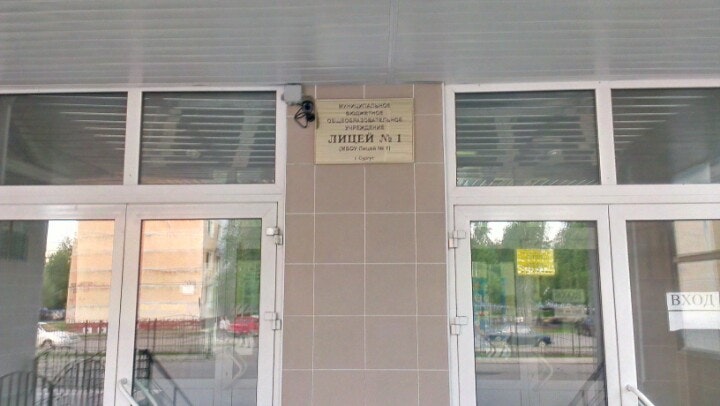 МУНИЦИПАЛЬНОЕ
БЮДЖЕТНОЕ
ОБЩЕОБРАЗОВАТЕЛЬНОЕ
УЧРЕЖДЕНИЕ
ЛИЦЕЙ № 1
(МБОУ Лицей № 1)
г. Сургут
ВХОД